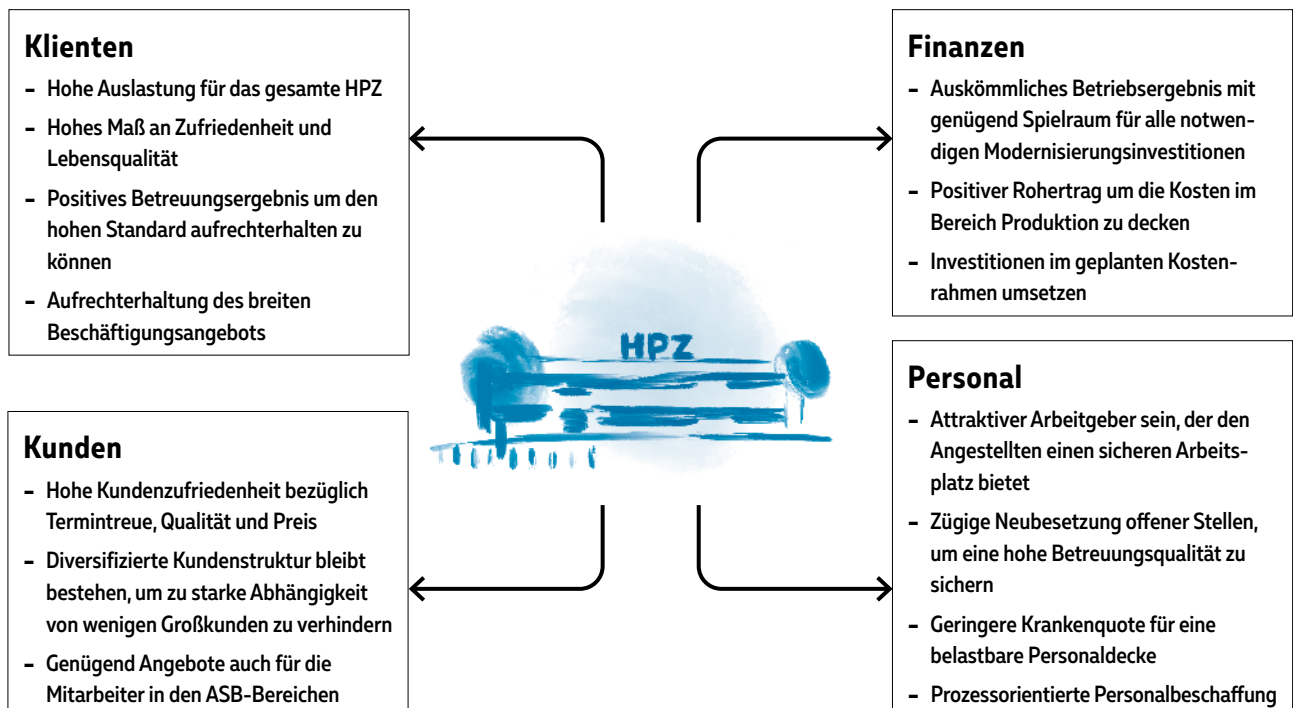 Klienten
- Hohe Auslastung für das gesamte HPZ
- Hohes Maß an Zufriedenheit und
Lebensqualität
- Positives Betreuungsergebnis um den
hohen Standard aufrechterhalten zu
können
- Aufrechterhaltung des breiten
Beschäftigungsangebots
Finanzen
- Auskömmliches Betriebsergebnis mit
genügend Spielraum für alle notwen-
digen Modernisierungsinvestitionen
- Positiver Rohertrag um die Kosten im
Bereich Produktion zu decken
- Investitionen im geplanten Kosten-
rahmen umsetzen
HPZ
Kunden
- Hohe Kundenzufriedenheit bezüglich
Termintreue, Qualität und Preis
- Diversifizierte Kundenstruktur bleibt
bestehen, um zu starke Abhängigkeit
von wenigen Großkunden zu verhindern
- Genügend Angebote auch für die
Mitarbeiter in den ASB-Bereichen
Personal
- Attraktiver Arbeitgeber sein, der den
Angestellten einen sicheren Arbeits-
platz bietet
- Zügige Neubesetzung offener Stellen,
um eine hohe Betreuungsqualität zu
sichern
- Geringere Krankenquote für eine
belastbare Personaldecke
- Prozessorientierte Personalbeschaffung